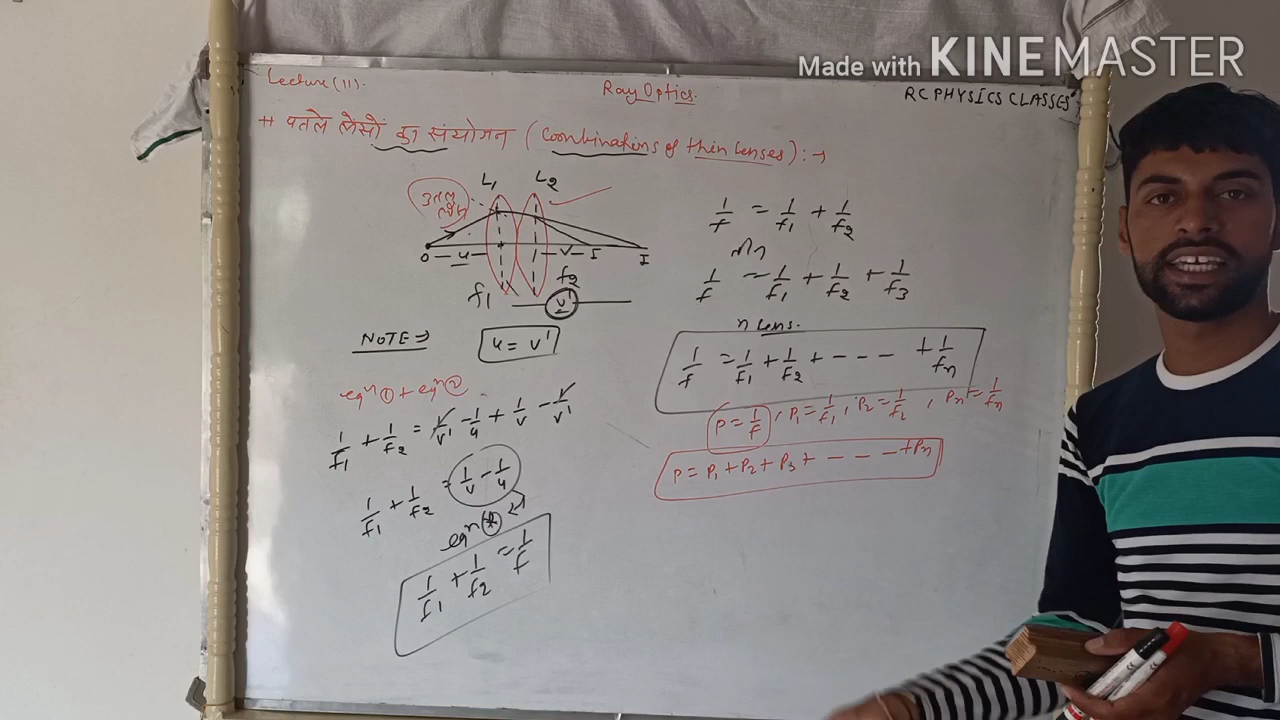 Made with KINEMASTER
Lecture (11).
Ray Optics.
RC PHYSICS CLASSES
# पतले लेंसों का संयोगन ( Coonbinations of thin Lenses ) : →
L1 L2
उत्तल लेंस
O — u — — v — I I
f1 f2
v'
NOTE ⇒ u = v'
eqn ① + eqn ②
1/f1 + 1/f2 = 1/v' - 1/u + 1/v - 1/v'
1/f1 + 1/f2 = 1/v - 1/u
eqn *
1/f1 + 1/f2 = 1/f
1/f = 1/f1 + 1/f2
तीन
1/f = 1/f1 + 1/f2 + 1/f3
n Lens.
1/f = 1/f1 + 1/f2 + - - - - + 1/fn
P = 1/f , P1 = 1/f1 , P2 = 1/f2 , Pn = 1/fn
P = P1 + P2 + P3 + - - - - + Pn